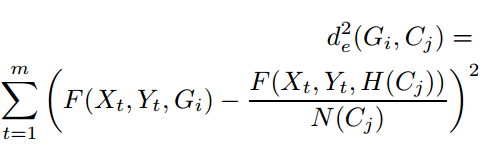 d_e^2(G_i, C_j) =
\sum_{t=1}^{m} \left( F(X_t, Y_t, G_i) - \frac{F(X_t, Y_t, H(C_j))}{N(C_j)} \right)^2